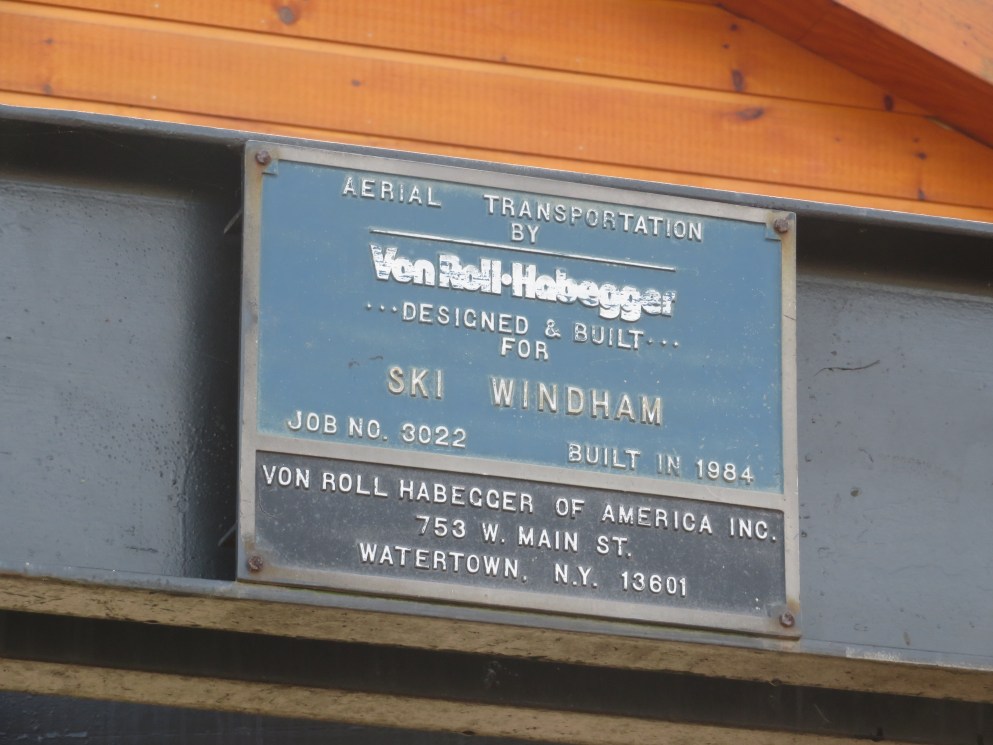 AERIAL TRANSPORTATION
BY
Von Roll·Habegger
...DESIGNED & BUILT...
FOR
SKI WINDHAM
JOB NO. 3022 BUILT IN 1984
VON ROLL HABEGGER OF AMERICA INC.
753 W. MAIN ST.
WATERTOWN, N.Y. 13601